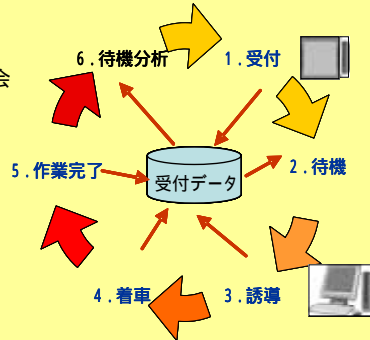 6.待機分析
1.受付
会
2.待機
5.作業完了
受付データ
4.着車
3.誘導